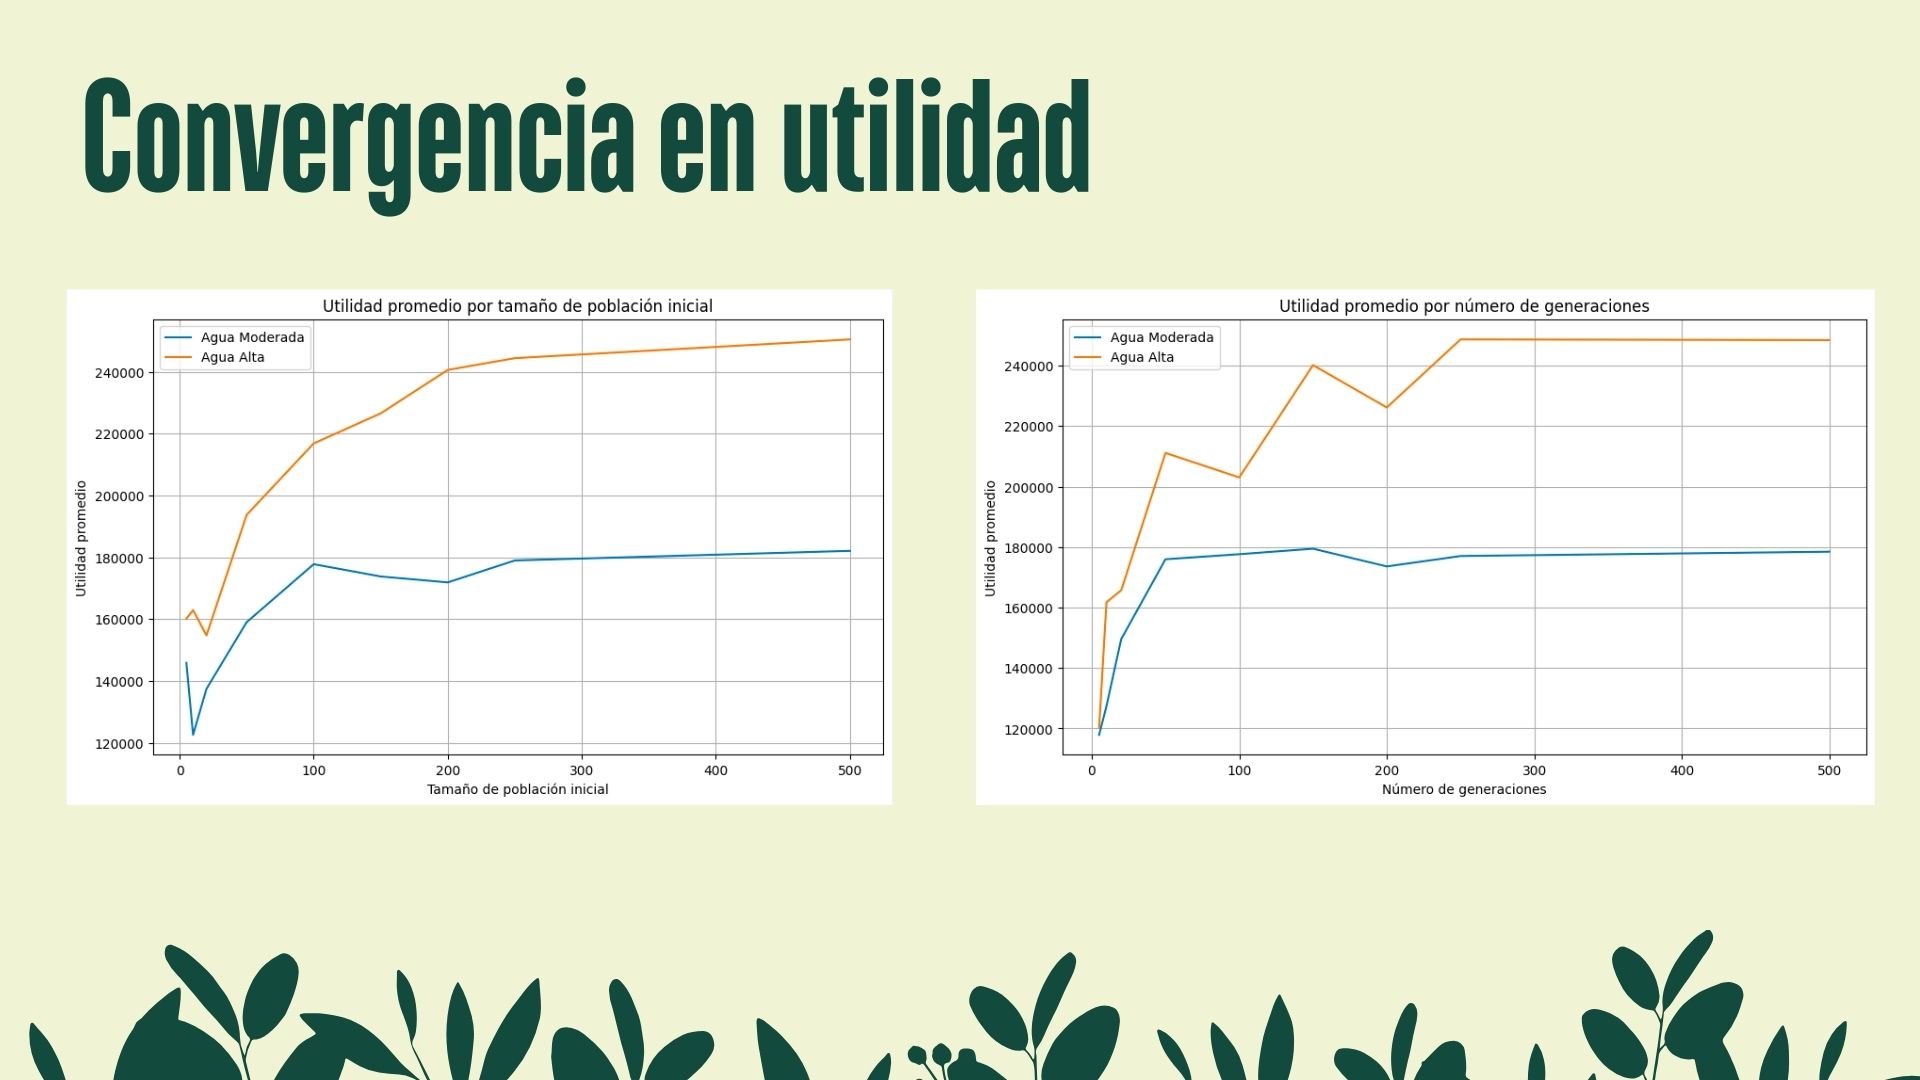 Convergencia en utilidad
Utilidad promedio por tamaño de población inicial
Agua Moderada
Agua Alta
240000
220000
200000
180000
160000
140000
120000
Utilidad promedio
0 100 200 300 400 500
Tamaño de población inicial
Utilidad promedio por número de generaciones
Agua Moderada
Agua Alta
240000
220000
200000
180000
160000
140000
120000
Utilidad promedio
0 100 200 300 400 500
Número de generaciones